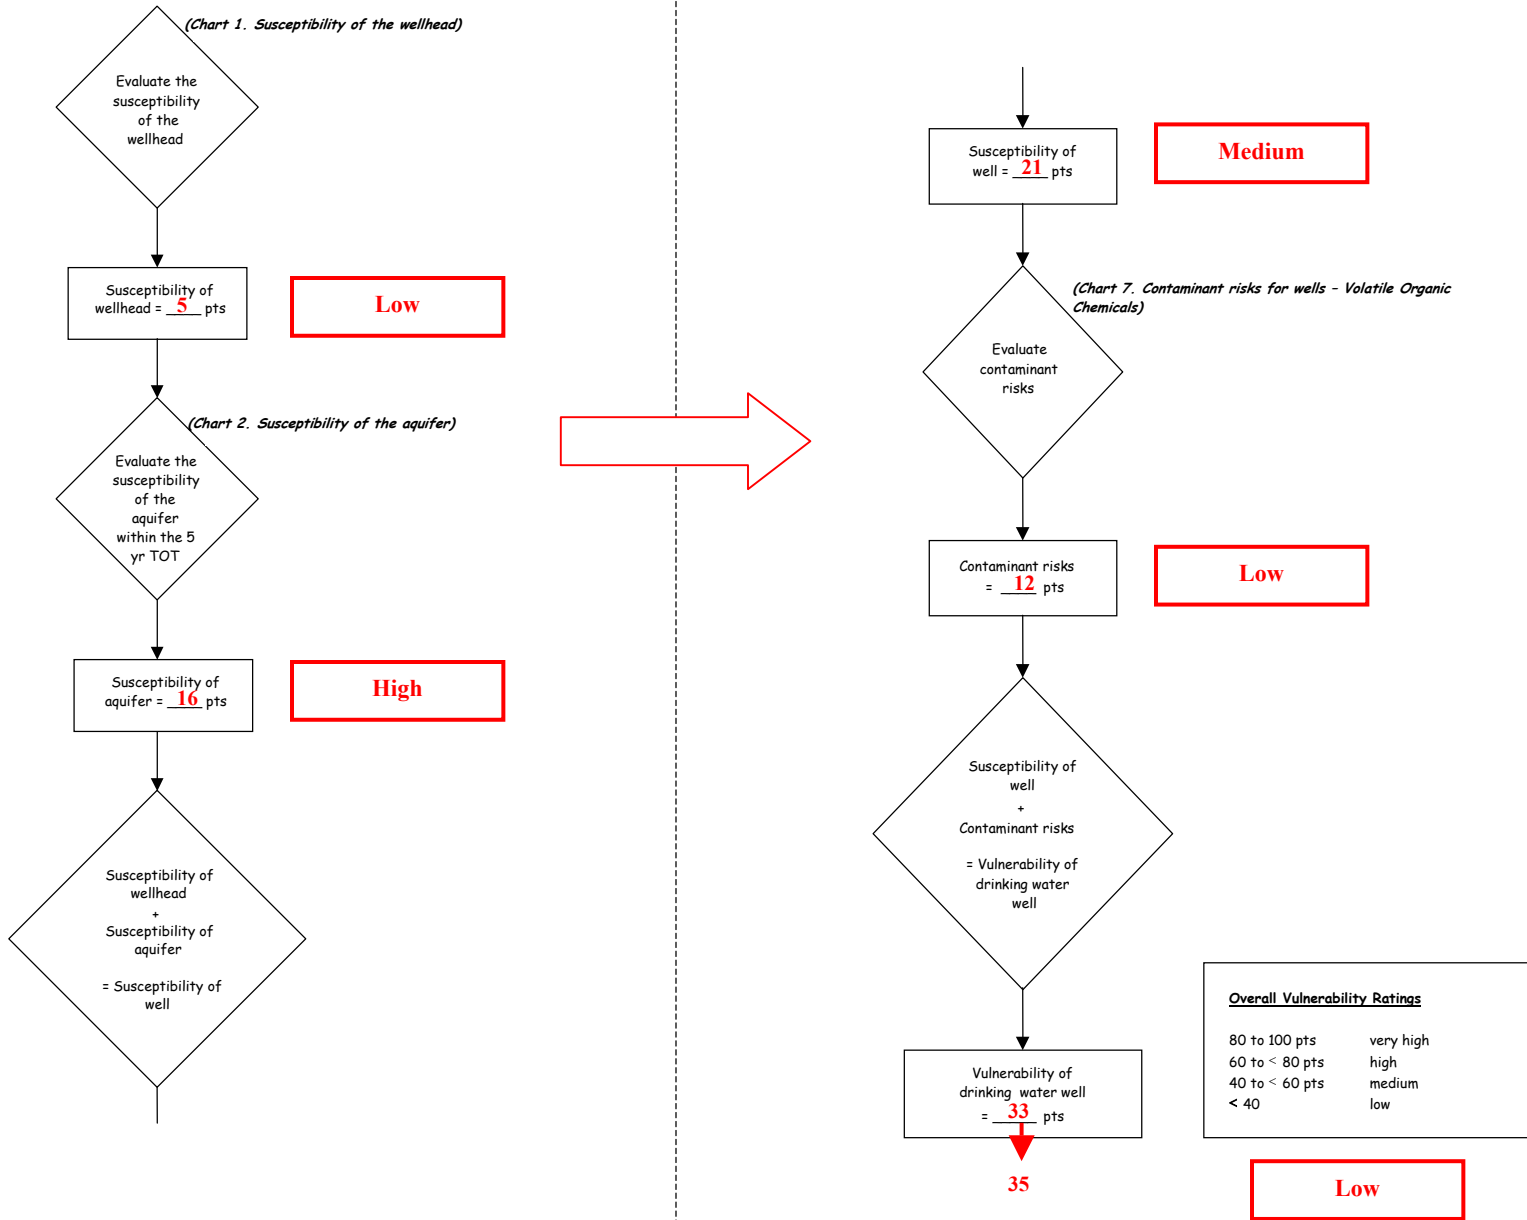 (Chart 1. Susceptibility of the wellhead)
Evaluate the
susceptibility
of the
wellhead
Susceptibility of
wellhead = 5 pts
Low
(Chart 2. Susceptibility of the aquifer)
Evaluate the
susceptibility
of the
aquifer
within the 5
yr TOT
Susceptibility of
aquifer = 16 pts
High
Susceptibility of
wellhead
+
Susceptibility of
aquifer
= Susceptibility of
well
Susceptibility of
well = 21 pts
Medium
(Chart 7. Contaminant risks for wells – Volatile Organic
Chemicals)
Evaluate
contaminant
risks
Contaminant risks
= 12 pts
Low
Susceptibility of
well
+
Contaminant risks
= Vulnerability of
drinking water
well
Vulnerability of
drinking water well
= 33 pts
35
Overall Vulnerability Ratings
80 to 100 pts very high
60 to < 80 pts high
40 to < 60 pts medium
< 40 low
Low